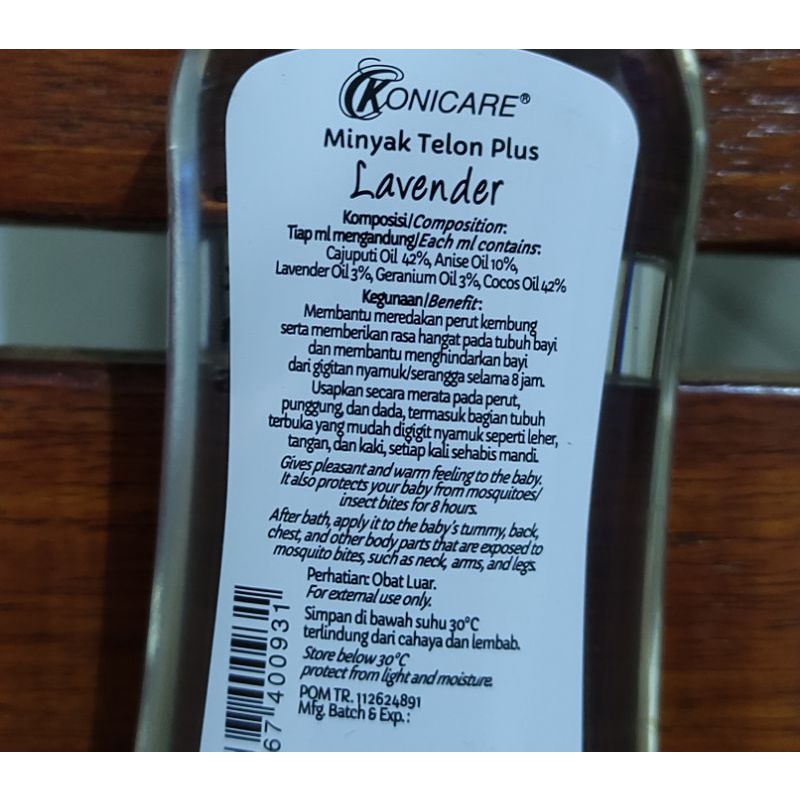 KONICARE®
Minyak Telon Plus
Lavender
Komposisi/Composition:
Tiap ml mengandung/Each ml contains:
Cajuputi Oil 42%, Anise Oil 10%,
Lavender Oil 3%, Geranium Oil 3%, Cocos Oil 42%
Kegunaan/Benefit:
Membantu meredakan perut kembung
serta memberikan rasa hangat pada tubuh bayi
dan membantu menghindarkan bayi
dari gigitan nyamuk/serangga selama 8 jam.
Usapkan secara merata pada perut,
punggung, dan dada, termasuk bagian tubuh
terbuka yang mudah digigit nyamuk seperti leher,
tangan, dan kaki, setiap kali sehabis mandi.
Gives pleasant and warm feeling to the baby.
It also protects your baby from mosquitoes/
insect bites for 8 hours.
After bath, apply it to the baby's tummy, back,
chest, and other body parts that are exposed to
mosquito bites, such as neck, arms, and legs.
Perhatian: Obat Luar.
For external use only.
Simpan di bawah suhu 30°C
terlindung dari cahaya dan lembab.
Store below 30°C
protect from light and moisture.
POM TR. 112624891
Mfg. Batch & Exp.:
67400931